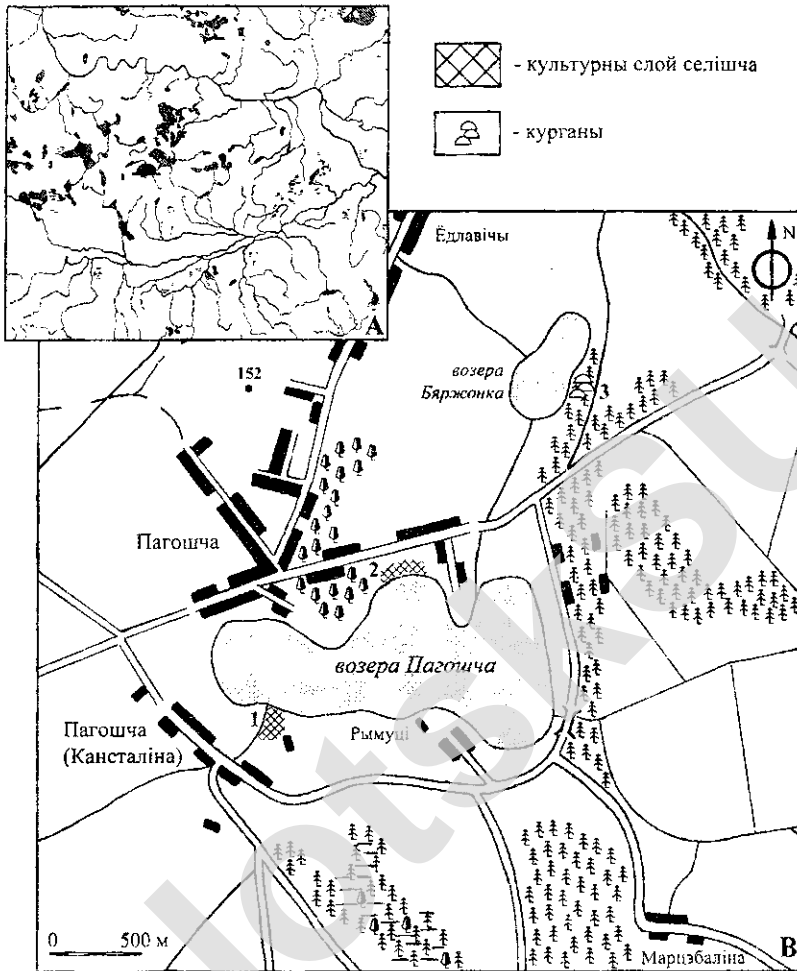 - культурны слой селішча
- курганы
А
Ёдлавічы
N
152
возера
Бяржонка
3
Пагошча
2
возера Пагошча
1
Пагошча
(Кансталіна)
Рымуці
0 500 м
Марцэбаліна
В